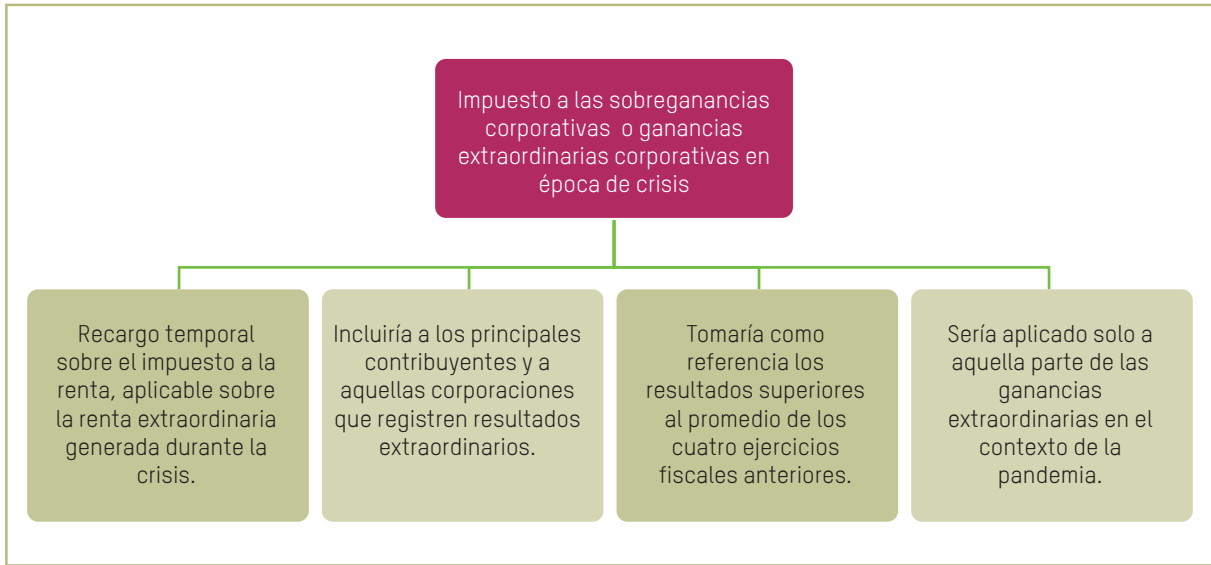 Impuesto a las sobreganancias
corporativas o ganancias
extraordinarias corporativas en
época de crisis
Recargo temporal
sobre el impuesto a la
renta, aplicable sobre
la renta extraordinaria
generada durante la
crisis.
Incluiría a los principales
contribuyentes y a
aquellas corporaciones
que registren resultados
extraordinarios.
Tomaría como
referencia los
resultados superiores
al promedio de los
cuatro ejercicios
fiscales anteriores.
Sería aplicado solo a
aquella parte de las
ganancias
extraordinarias en el
contexto de la
pandemia.